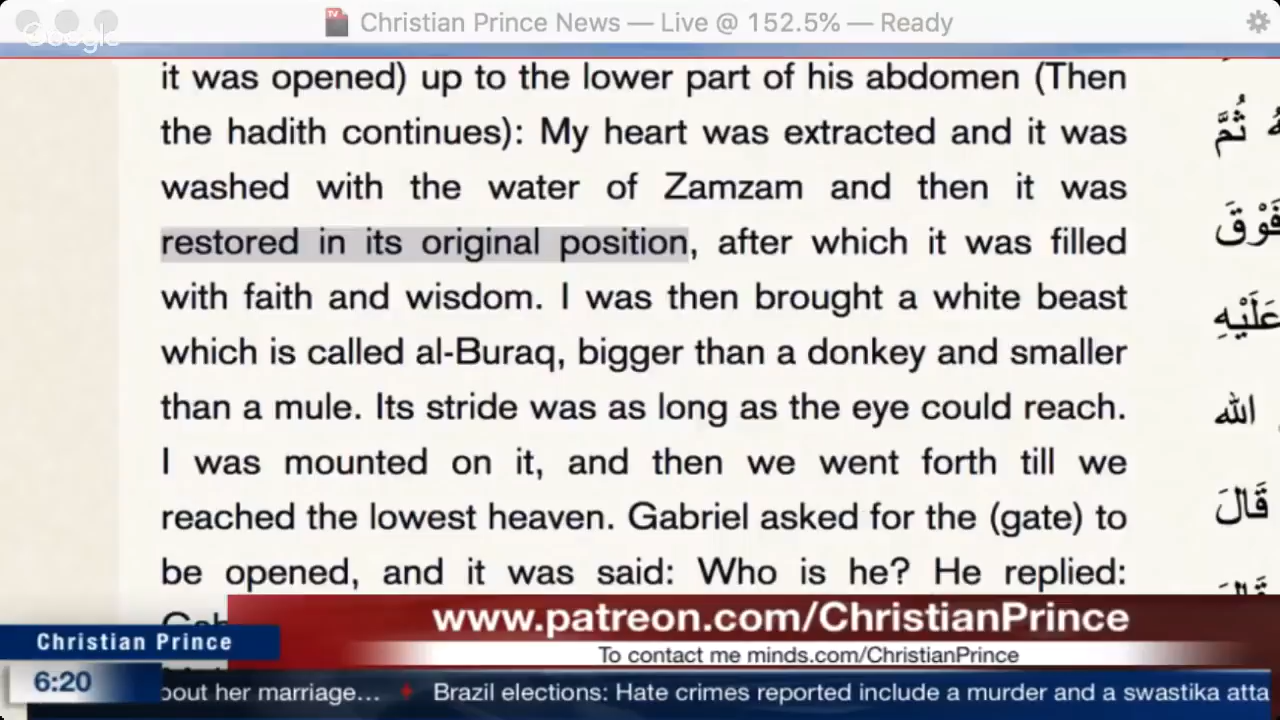 Christian Prince News — Live @ 152.5% — Ready
Google
it was opened) up to the lower part of his abdomen (Then
the hadith continues): My heart was extracted and it was
washed with the water of Zamzam and then it was
restored in its original position, after which it was filled
with faith and wisdom. I was then brought a white beast
which is called al-Buraq, bigger than a donkey and smaller
than a mule. Its stride was as long as the eye could reach.
I was mounted on it, and then we went forth till we
reached the lowest heaven. Gabriel asked for the (gate) to
be opened, and it was said: Who is he? He replied:
ثُمَّ
فَوْقَ
عَلَيْهِ
الله
قَالَ
www.patreon.com/ChristianPrince
Christian Prince
To contact me minds.com/ChristianPrince
6:20
bout her marriage... Brazil elections: Hate crimes reported include a murder and a swastika atta